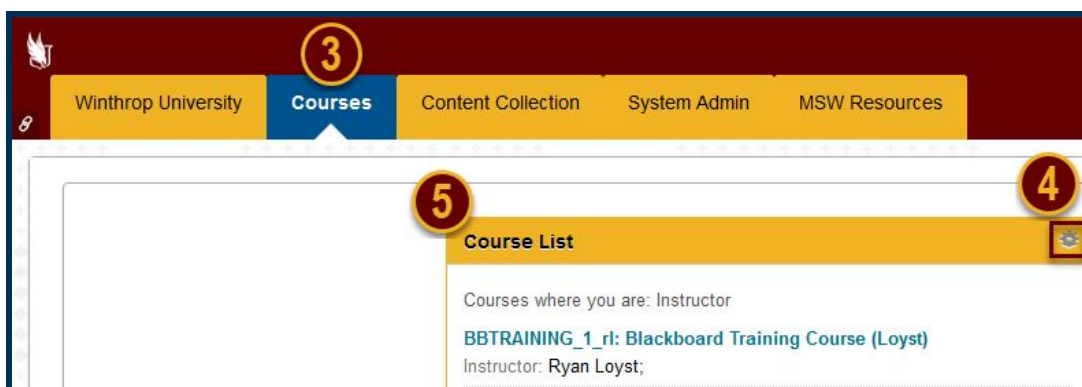 3
Winthrop University Courses Content Collection System Admin MSW Resources
5 4
Course List
Courses where you are: Instructor
BBTRAINING_1_rl: Blackboard Training Course (Loyst)
Instructor: Ryan Loyst;